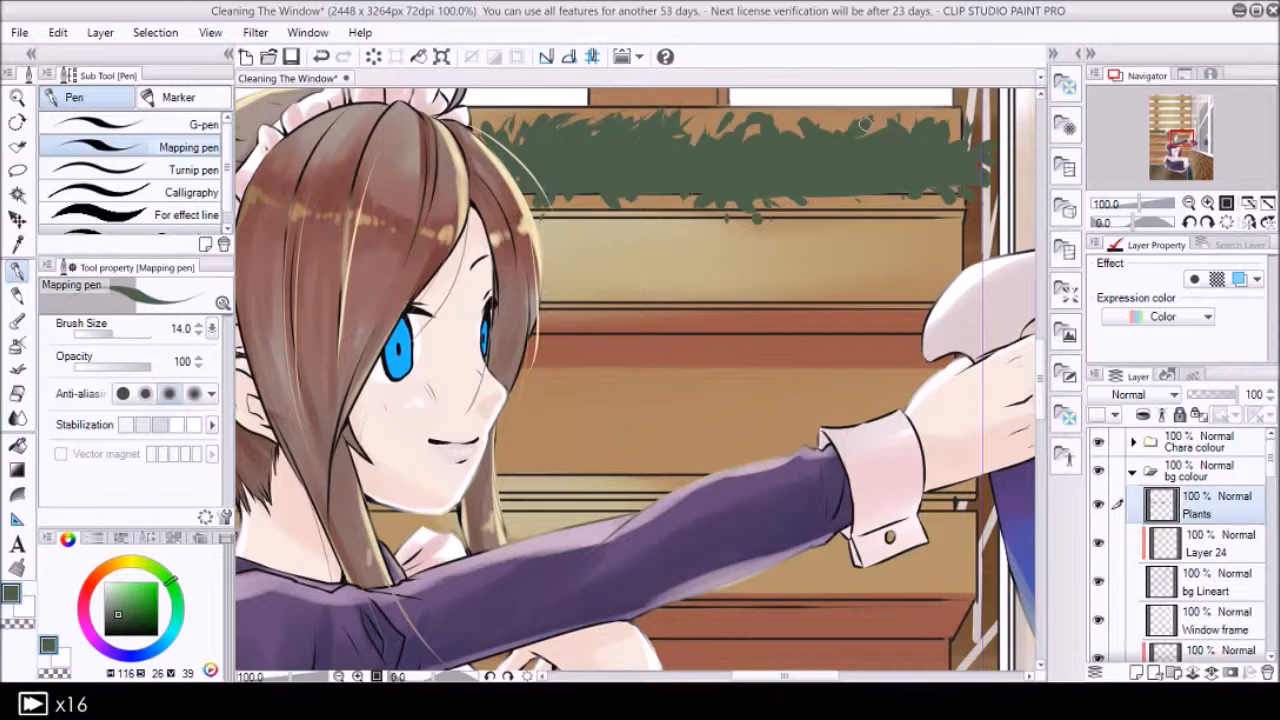 Cleaning The Window* (2448 x 3264px 72dpi 100.0%) You can use all features for another 53 days. - Next license verification will be after 23 days. - CLIP STUDIO PAINT PRO
File Edit Layer Selection View Filter Window Help
Sub Tool [Pen]
Cleaning The Window*
Navigator
Pen Marker
G-pen
Mapping pen
Turnip pen
Calligraphy
For effect line
Tool property [Mapping pen]
Mapping pen
Brush Size 14.0
Opacity 100
Anti-aliasin
Stabilization
Vector magnet
H 116 S 26 V 39
100.0 0.0
100.0
0.0
Layer Property Search Layer
Effect
Expression color
Color
Layer
Normal 100
100 % Normal
Chara colour
100 % Normal
bg colour
100 % Normal
Plants
100 % Normal
Layer 24
100 % Normal
bg Lineart
100 % Normal
Window frame
100 % Normal
x16